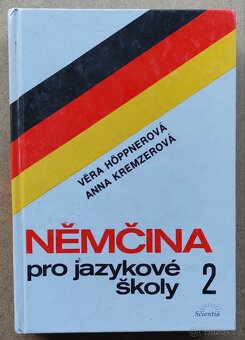 VĚRA HÖPPNEROVÁ
ANNA KREMZEROVÁ
NĚMČINA
pro jazykové
školy 2
Scientia